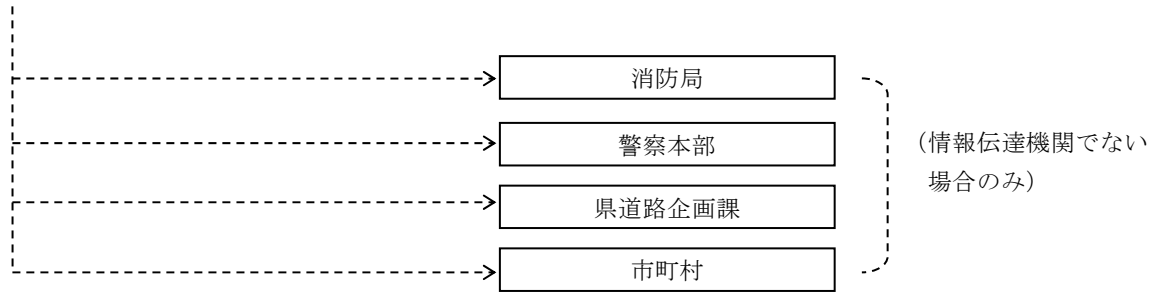 消防局
警察本部
（情報伝達機関でない
場合のみ）
県道路企画課
市町村